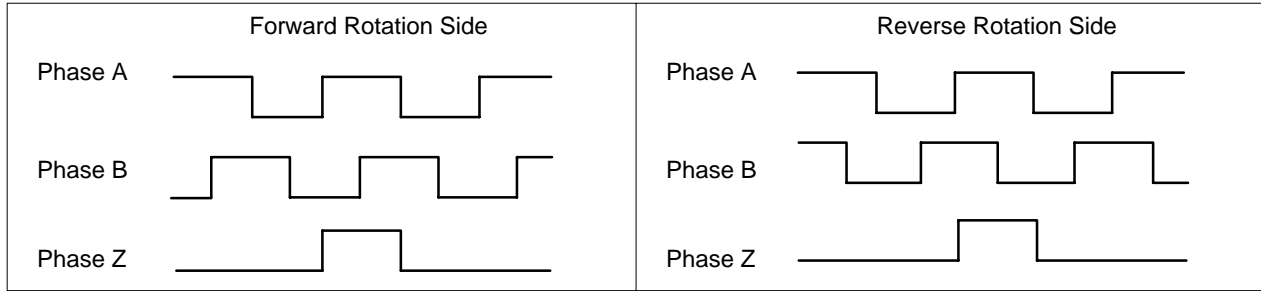 Forward Rotation Side
Phase A
Phase B
Phase Z
Reverse Rotation Side
Phase A
Phase B
Phase Z